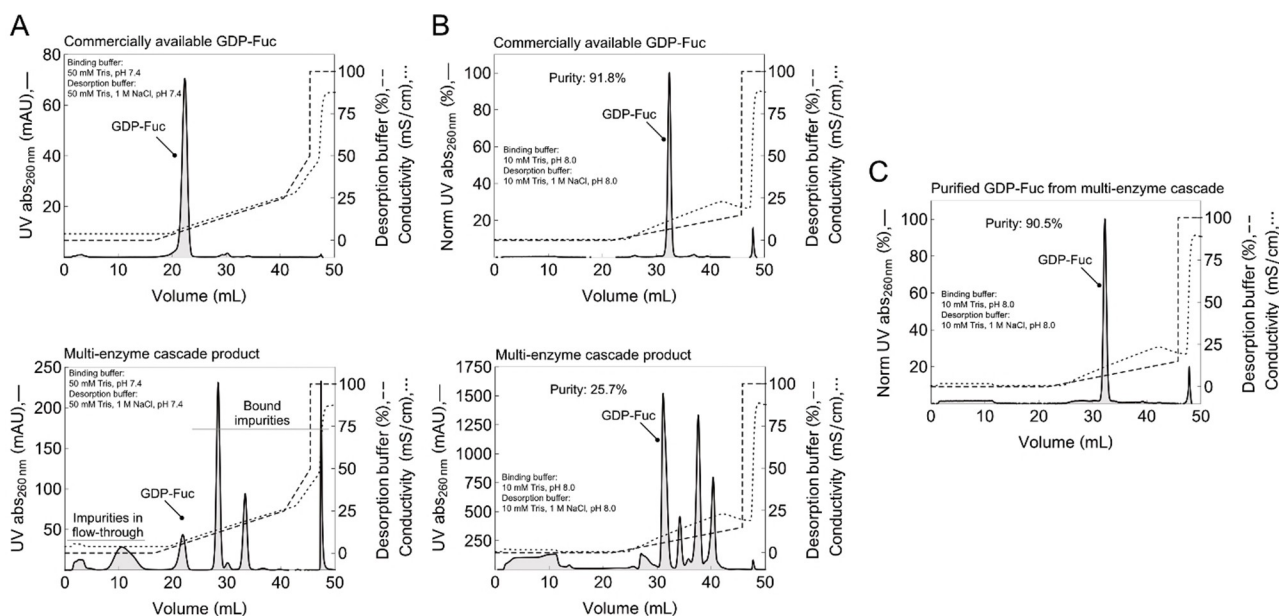 A
Commercially available GDP-Fuc
Binding buffer:
50 mM Tris, pH 7.4
Desorption buffer:
50 mM Tris, 1 M NaCl, pH 7.4
GDP-Fuc
UV abs260 nm (mAU),—
80
60
40
20
0 10 20 30 40 50
Volume (mL)
100
75
50
25
0
Desorption buffer (%),--
Conductivity (mS/cm),...
Multi-enzyme cascade product
Binding buffer:
50 mM Tris, pH 7.4
Desorption buffer:
50 mM Tris, 1 M NaCl, pH 7.4
Bound
impurities
GDP-Fuc
Impurities in
flow-through
UV abs260 nm (mAU),—
250
200
150
100
50
0 10 20 30 40 50
Volume (mL)
100
75
50
25
0
Desorption buffer (%),--
Conductivity (mS/cm),...
B
Commercially available GDP-Fuc
Purity: 91.8%
GDP-Fuc
Binding buffer:
10 mM Tris, pH 8.0
Desorption buffer:
10 mM Tris, 1 M NaCl, pH 8.0
Norm UV abs260 nm (%),—
100
80
60
40
20
0 10 20 30 40 50
Volume (mL)
100
75
50
25
0
Desorption buffer (%),--
Conductivity (mS/cm),...
Multi-enzyme cascade product
Purity: 25.7%
GDP-Fuc
Binding buffer:
10 mM Tris, pH 8.0
Desorption buffer:
10 mM Tris, 1 M NaCl, pH 8.0
UV abs260 nm (mAU),—
1750
1500
1250
1000
750
500
250
0 10 20 30 40 50
Volume (mL)
100
75
50
25
0
Desorption buffer (%),--
Conductivity (mS/cm),...
C
Purified GDP-Fuc from multi-enzyme cascade
Purity: 90.5%
GDP-Fuc
Binding buffer:
10 mM Tris, pH 8.0
Desorption buffer:
10 mM Tris, 1 M NaCl, pH 8.0
Norm UV abs260 nm (%),—
100
80
60
40
20
0 10 20 30 40 50
Volume (mL)
100
75
50
25
0
Desorption buffer (%),--
Conductivity (mS/cm),...